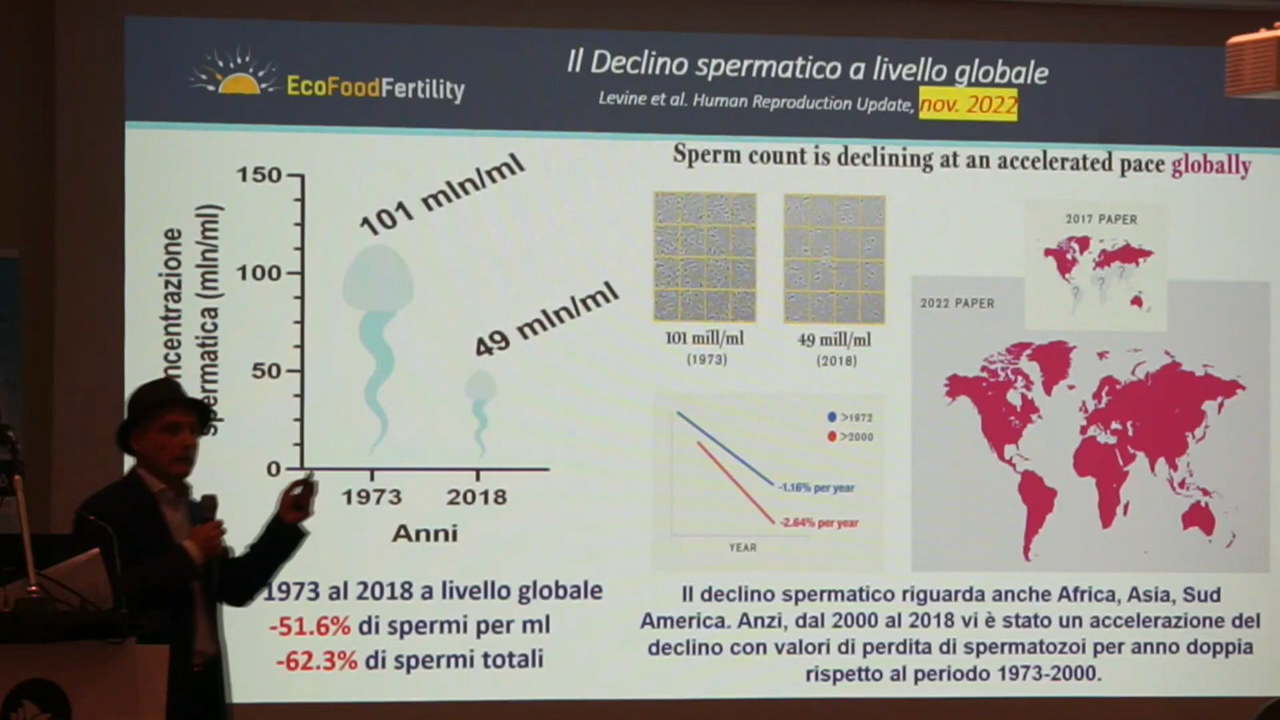 EcoFoodFertility
Il Declino spermatico a livello globale
Levine et al. Human Reproduction Update, nov. 2022
150
100
50
0
spermatica (mln/ml)
101 mln/ml
49 mln/ml
1973
2018
Anni
1973 al 2018 a livello globale
-51.6% di spermi per ml
-62.3% di spermi totali
Sperm count is declining at an accelerated pace globally
101 mill/ml
(1973)
49 mill/ml
(2018)
>1972
>2000
-1.16% per year
-2.64% per year
YEAR
2017 PAPER
2022 PAPER
Il declino spermatico riguarda anche Africa, Asia, Sud
America. Anzi, dal 2000 al 2018 vi è stato un accelerazione del
declino con valori di perdita di spermatozoi per anno doppia
rispetto al periodo 1973-2000.